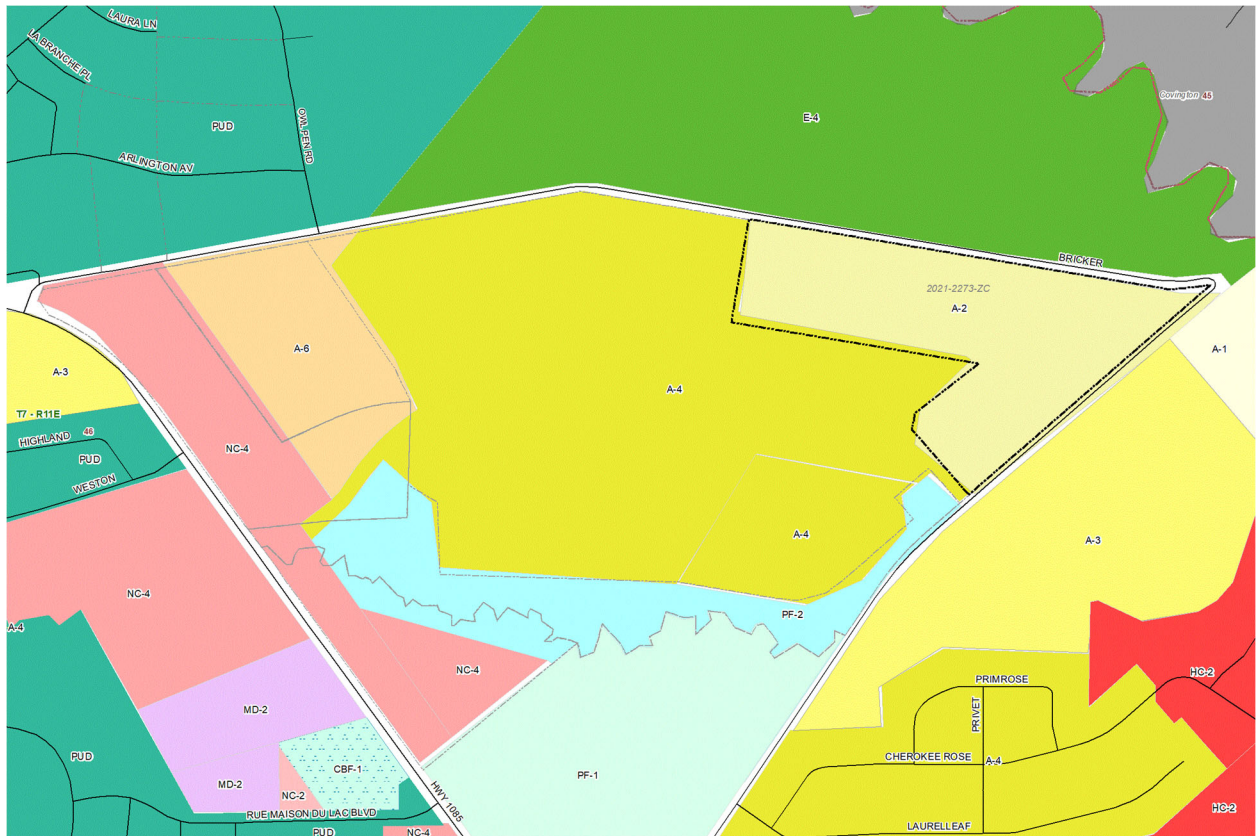 LAURA LN
LA BRANCHE PL
E-4
Covington 45
PUD
OWL PEN RD
ARLINGTON AV
BRICKER
2021-2273-ZC
A-2
A-6
A-1
A-3
A-4
T7 - R11E
HIGHLAND 46
NC-4
PUD
WESTON
A-4
A-3
NC-4
PF-2
A-4
NC-4
HC-2
PRIMROSE
MD-2
PRIVET
PUD
CHEROKEE ROSE
A-4
CBF-1
PF-1
MD-2
NC-2
HWY 1085
HC-2
RUE MAISON DU LAC BLVD
LAURELLEAF
PUD
NC-4